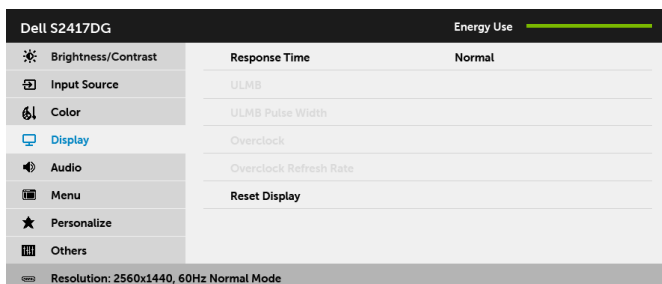 Dell S2417DG
Energy Use
Brightness/Contrast
Response Time
Normal
Input Source
ULMB
Color
ULMB Pulse Width
Display
Overclock
Audio
Overclock Refresh Rate
Menu
Reset Display
Personalize
Others
Resolution: 2560x1440, 60Hz Normal Mode